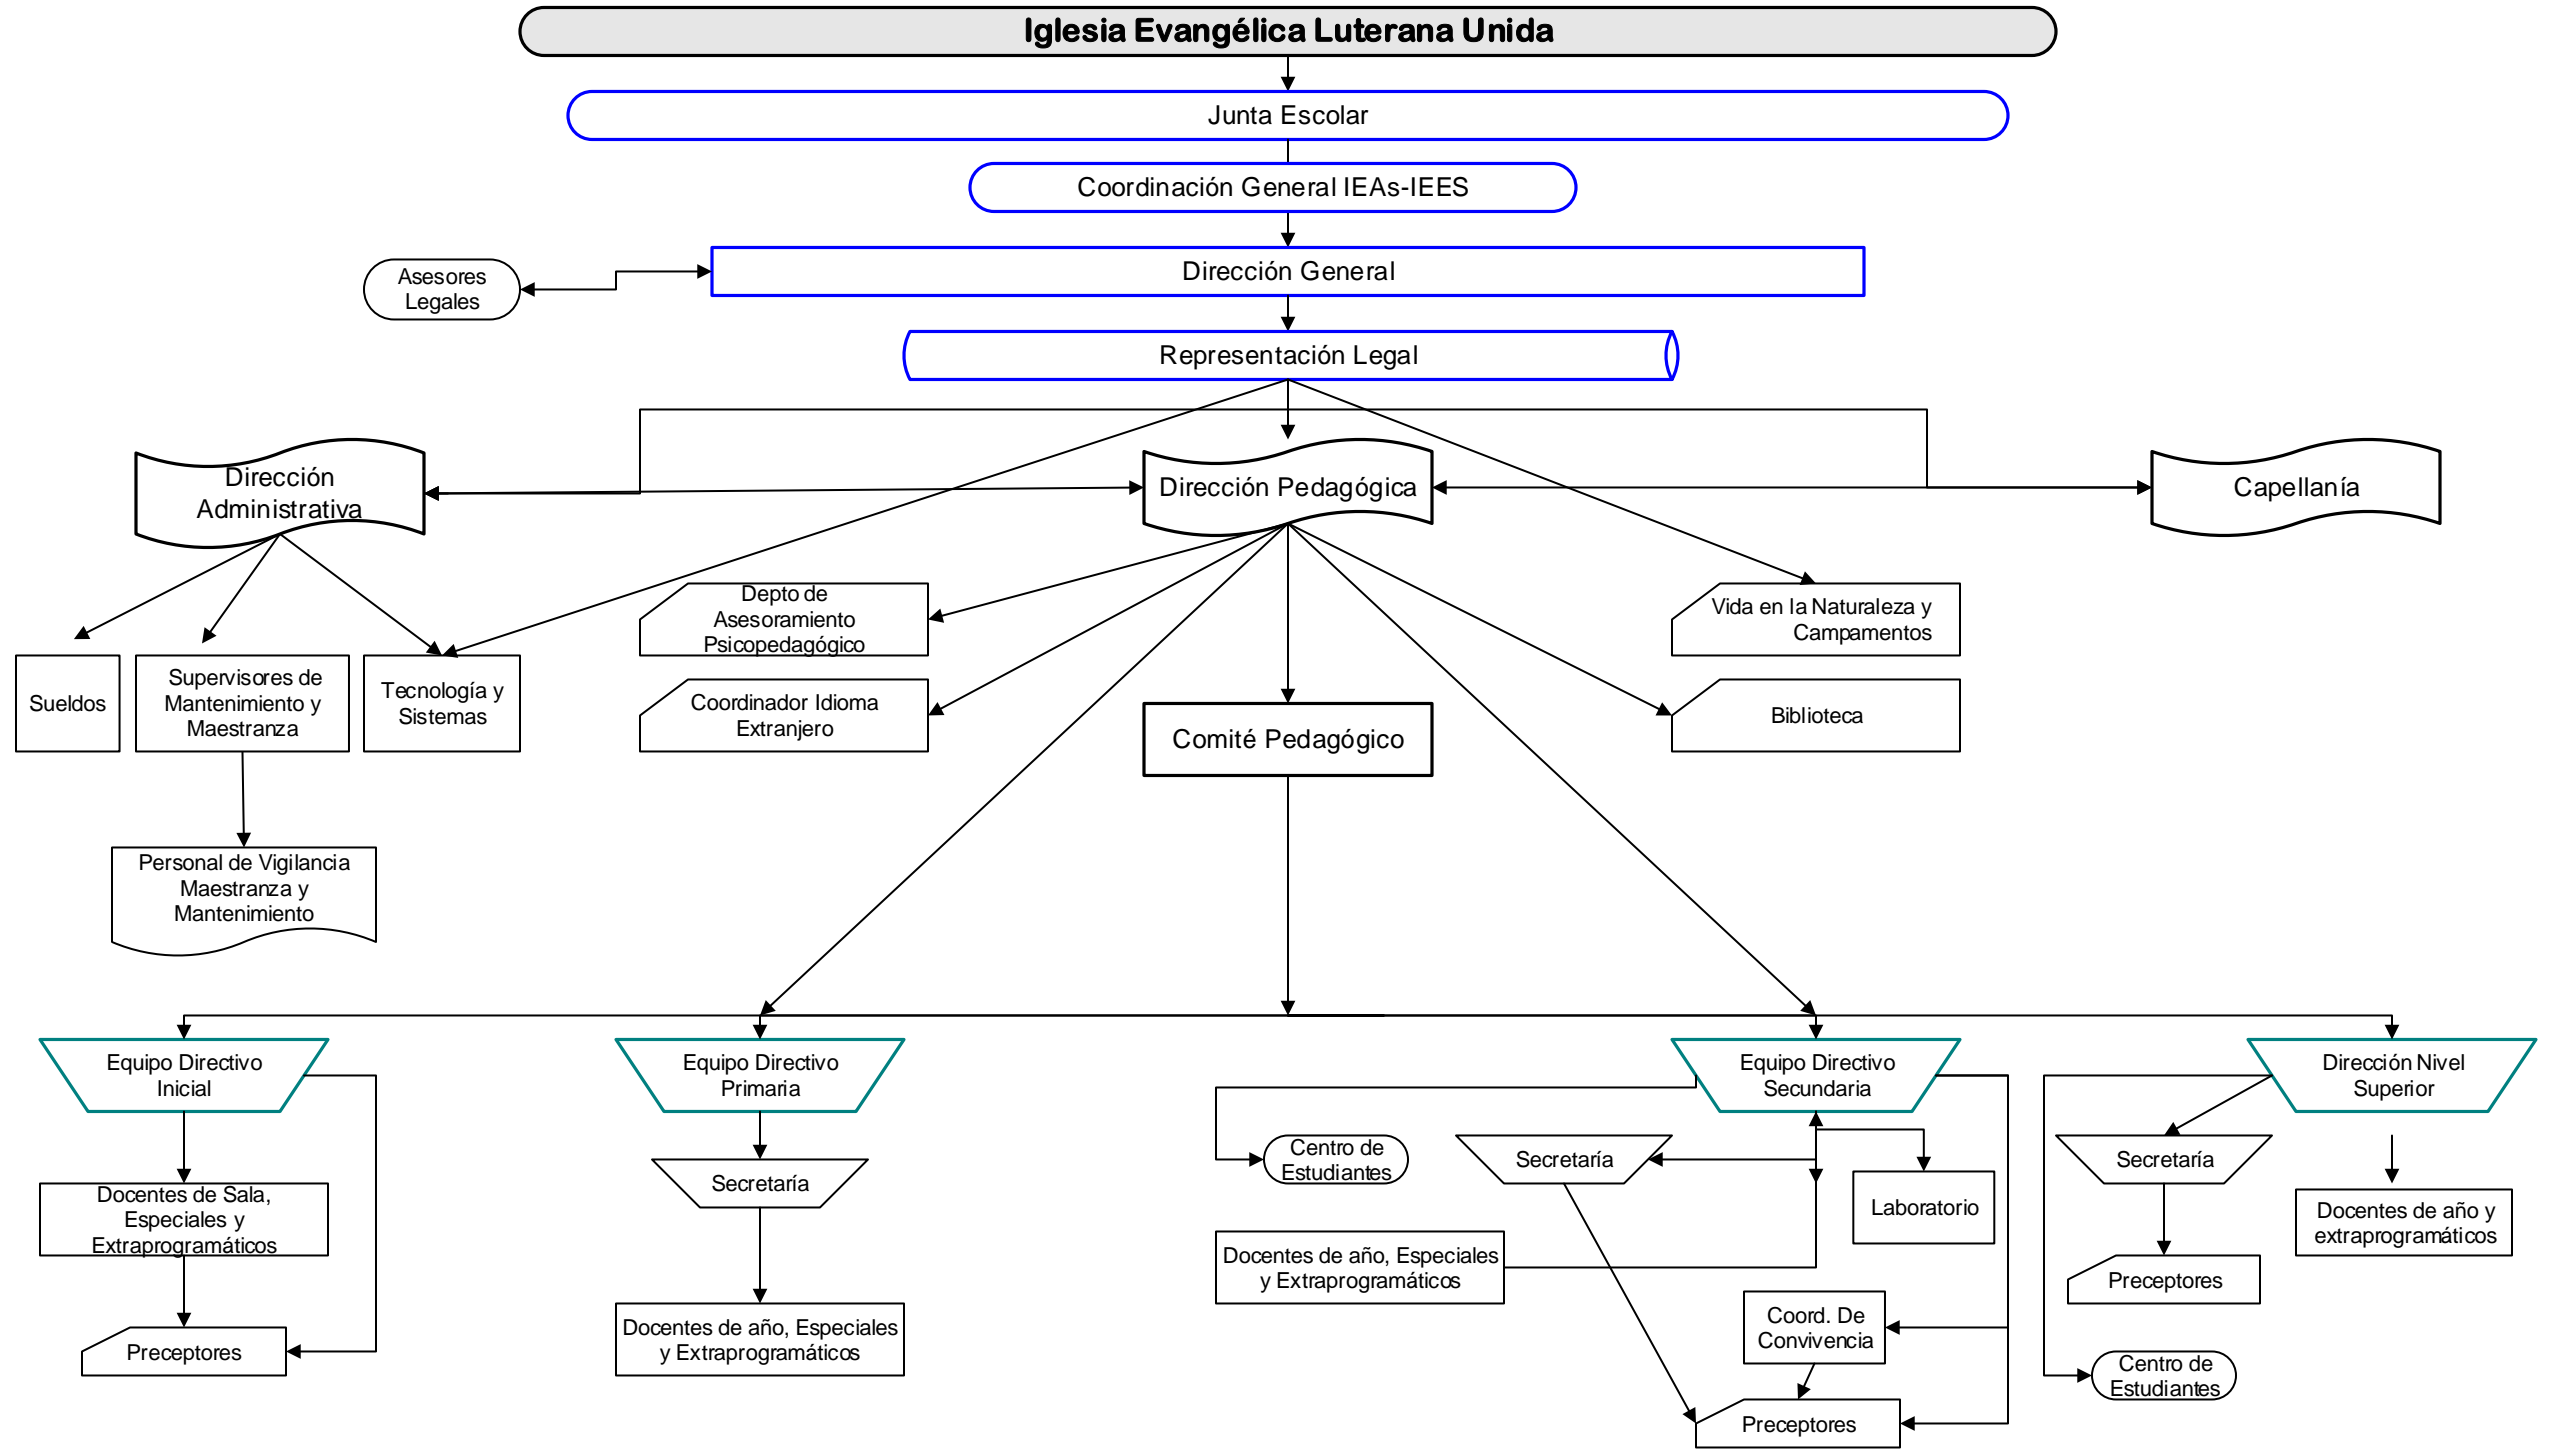 Iglesia Evangélica Luterana Unida
Junta Escolar
Coordinación General IEAs-IEES
Dirección General
Asesores
Legales
Representación Legal
Dirección
Administrativa
Dirección Pedagógica
Capellanía
Depto de
Asesoramiento
Psicopedagógico
Vida en la Naturaleza y
Campamentos
Sueldos
Supervisores de
Mantenimiento y
Maestranza
Tecnología y
Sistemas
Coordinador Idioma
Extranjero
Comité Pedagógico
Biblioteca
Personal de Vigilancia
Maestranza y
Mantenimiento
Equipo Directivo
Inicial
Equipo Directivo
Primaria
Equipo Directivo
Secundaria
Dirección Nivel
Superior
Docentes de Sala,
Especiales y
Extraprogramáticos
Preceptores
Secretaría
Docentes de año, Especiales
y Extraprogramáticos
Centro de
Estudiantes
Secretaría
Laboratorio
Docentes de año, Especiales
y Extraprogramáticos
Coord. De
Convivencia
Preceptores
Secretaría
Docentes de año y
extraprogramáticos
Preceptores
Centro de
Estudiantes